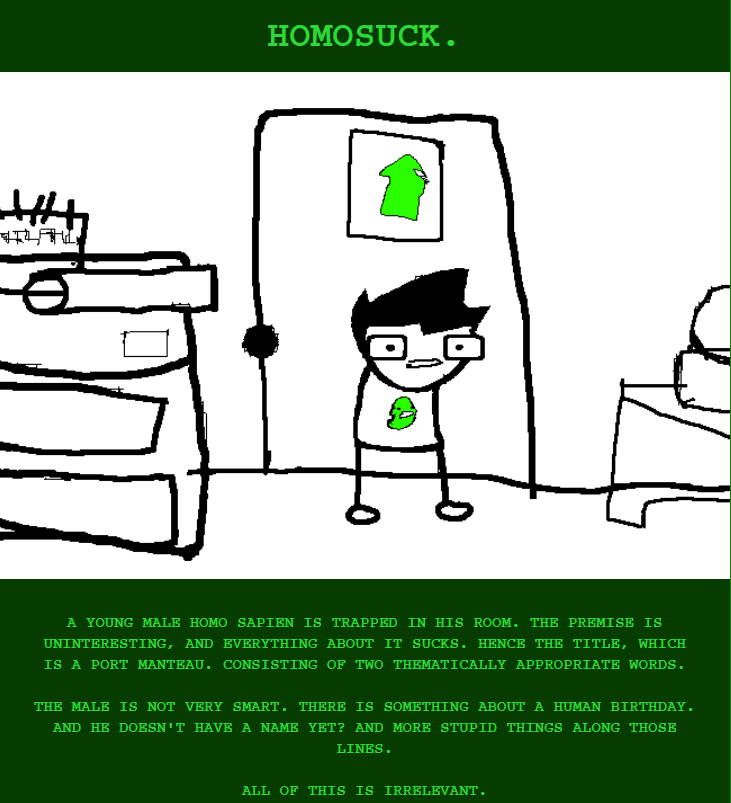 HOMOSUCK.
A YOUNG MALE HOMO SAPIEN IS TRAPPED IN HIS ROOM. THE PREMISE IS
UNINTERESTING, AND EVERYTHING ABOUT IT SUCKS. HENCE THE TITLE, WHICH
IS A PORT MANTEAU. CONSISTING OF TWO THEMATICALLY APPROPRIATE WORDS.
THE MALE IS NOT VERY SMART. THERE IS SOMETHING ABOUT A HUMAN BIRTHDAY.
AND HE DOESN'T HAVE A NAME YET? AND MORE STUPID THINGS ALONG THOSE
LINES.
ALL OF THIS IS IRRELEVANT.